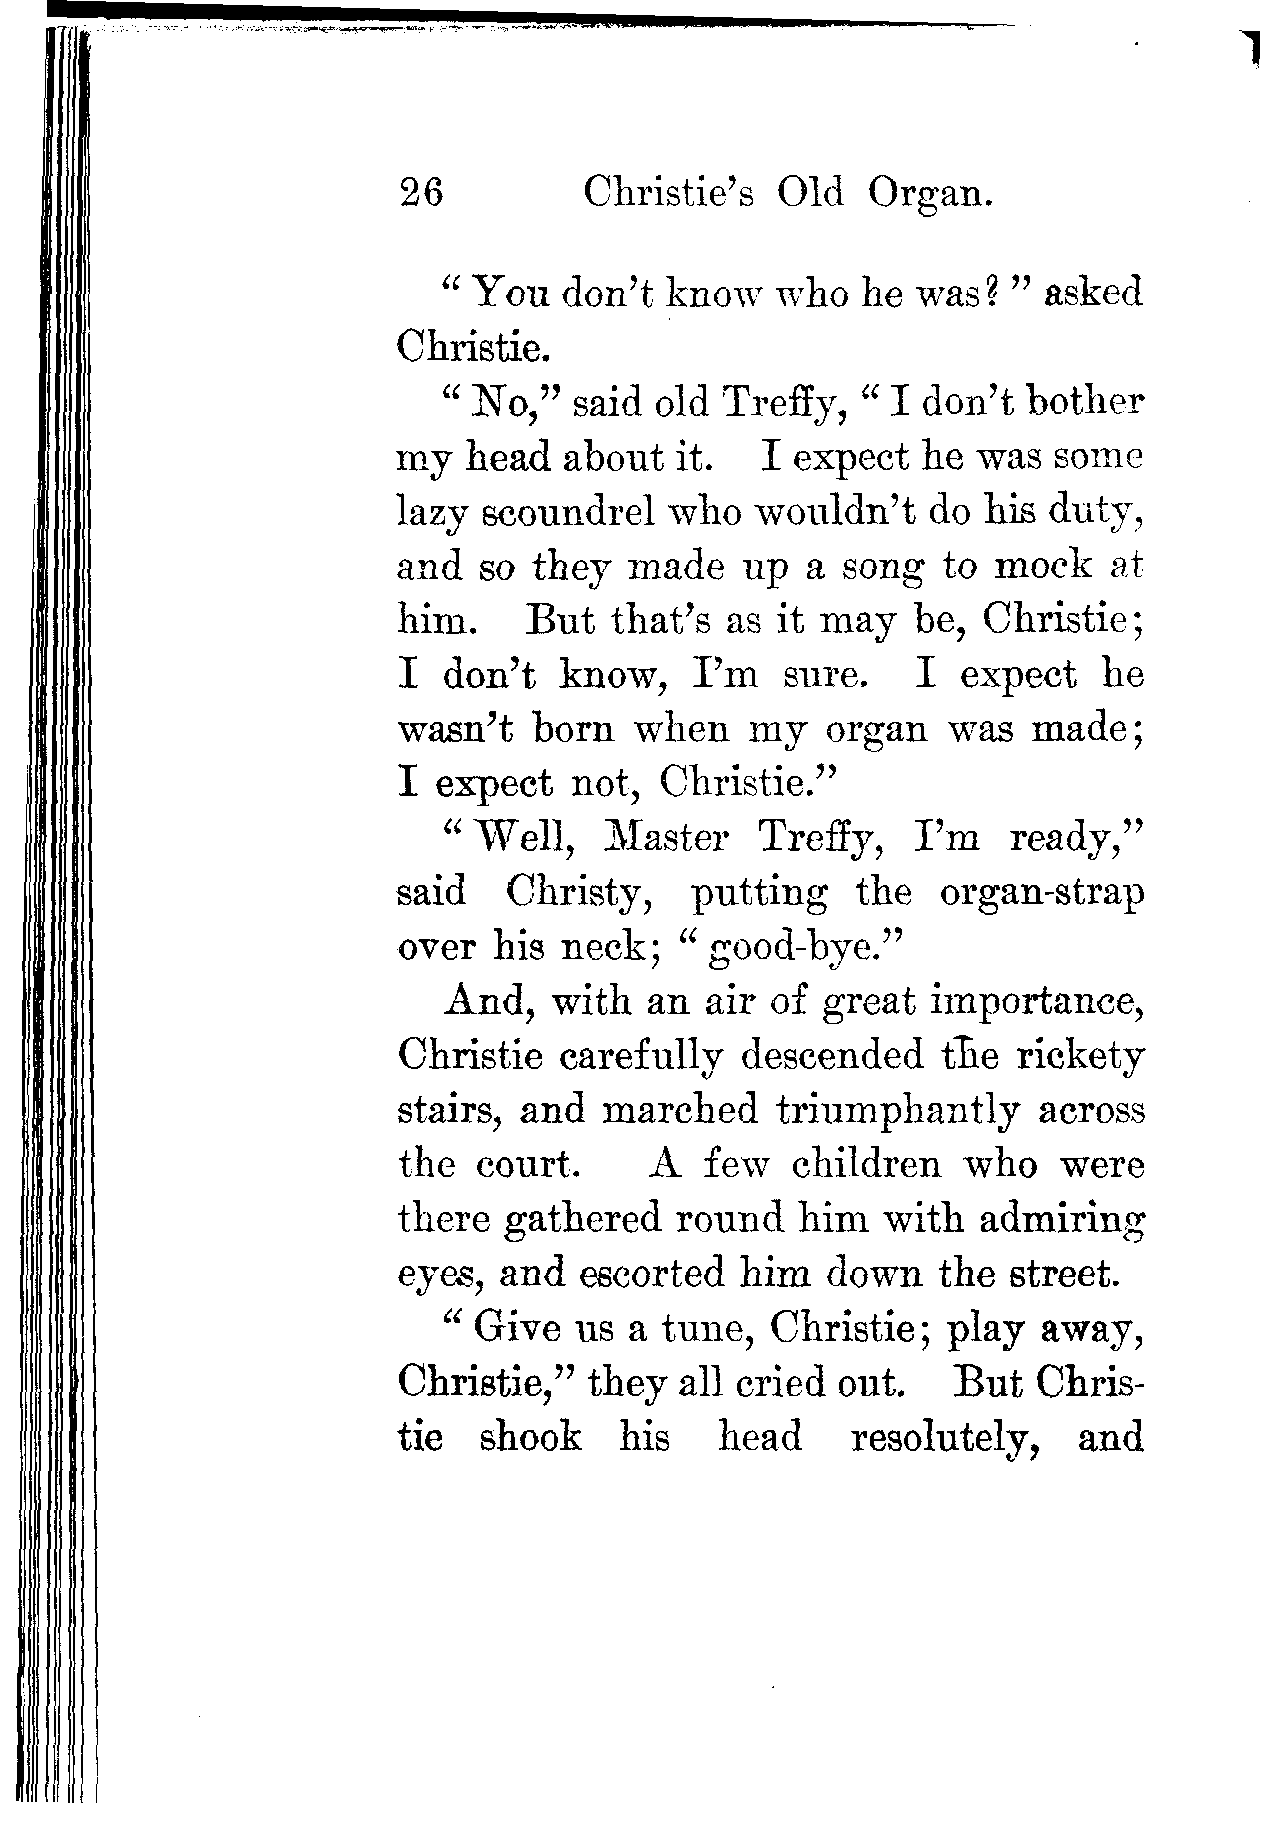 26 Christie's Old Organ.
" You don't know who he was? " asked
Christie.
" No," said old Treffy, " I don't bother
my head about it. I expect he was some
lazy scoundrel who wouldn't do his duty,
and so they made up a song to mock at
him. But that's as it may be, Christie;
I don't know, I'm sure. I expect he
wasn't born when my organ was made;
I expect not, Christie."
" Well, Master Treffy, I'm ready,"
said Christy, putting the organ-strap
over his neck; " good-bye."
And, with an air of great importance,
Christie carefully descended the rickety
stairs, and marched triumphantly across
the court. A few children who were
there gathered round him with admiring
eyes, and escorted him down the street.
" Give us a tune, Christie; play away,
Christie," they all cried out. But Chris-
tie shook his head resolutely, and